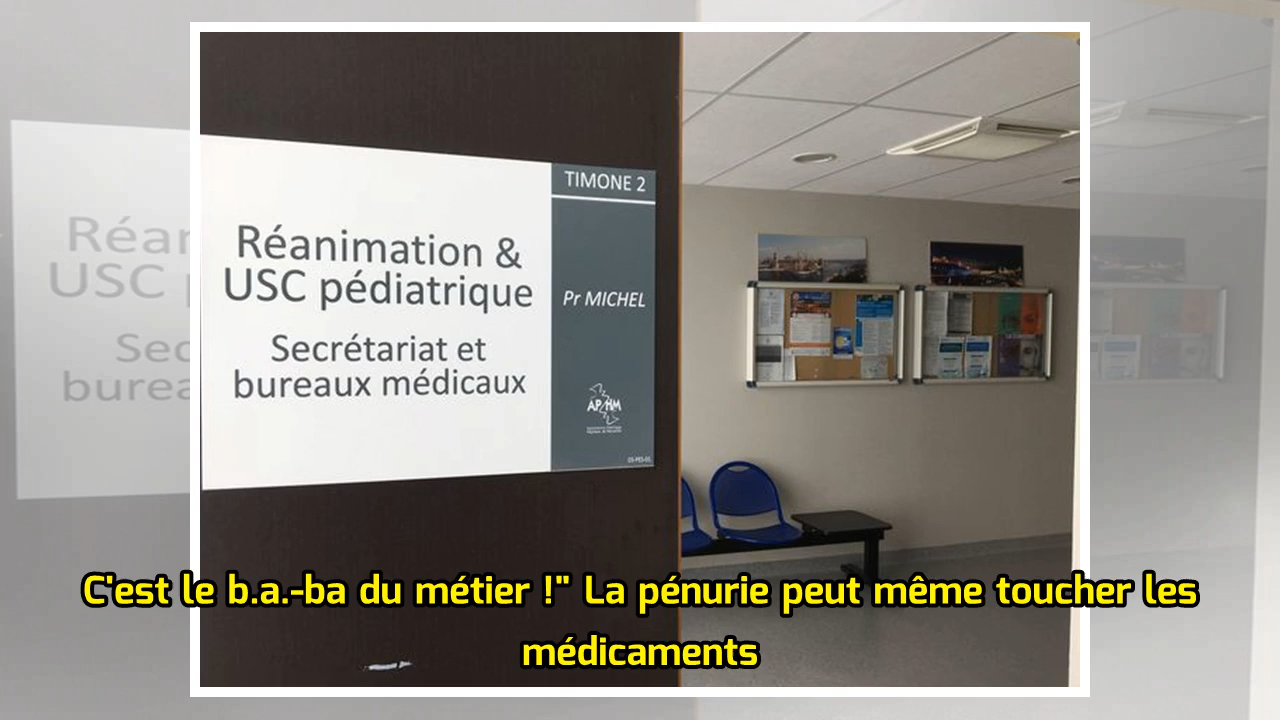 Réanimation &
USC pédiatrique
Secrétariat et
bureaux médicaux
TIMONE 2
Pr MICHEL
AP HM
C'est le b.a.-ba du métier !" La pénurie peut même toucher les
médicaments